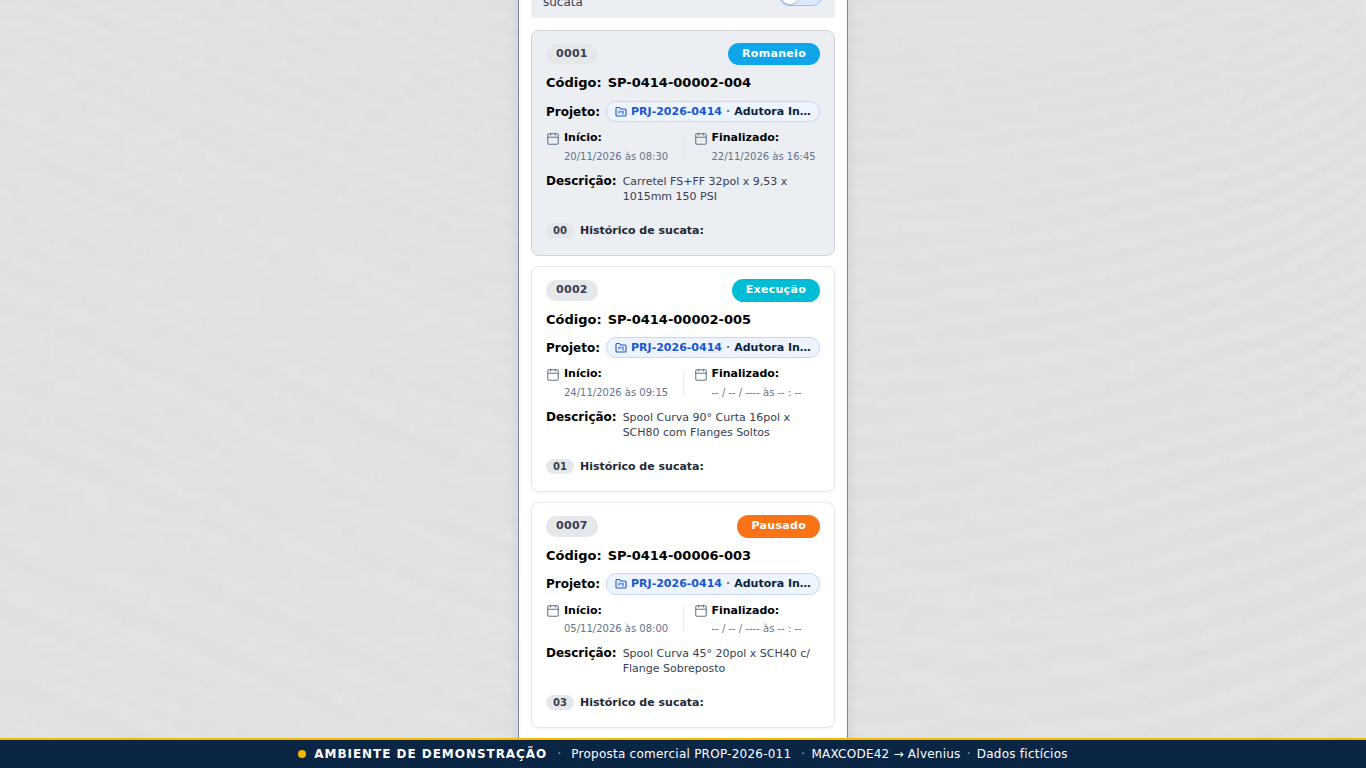 sucata
0001 Romaneio
Código: SP-0414-00002-004
Projeto: PRJ-2026-0414 · Adutora In...
Início: Finalizado:
20/11/2026 às 08:30 22/11/2026 às 16:45
Descrição: Carretel FS+FF 32pol x 9,53 x
1015mm 150 PSI
00 Histórico de sucata:
0002 Execução
Código: SP-0414-00002-005
Projeto: PRJ-2026-0414 · Adutora In...
Início: Finalizado:
24/11/2026 às 09:15 -- / -- / ---- às -- : --
Descrição: Spool Curva 90° Curta 16pol x
SCH80 com Flanges Soltos
01 Histórico de sucata:
0007 Pausado
Código: SP-0414-00006-003
Projeto: PRJ-2026-0414 · Adutora In...
Início: Finalizado:
05/11/2026 às 08:00 -- / -- / ---- às -- : --
Descrição: Spool Curva 45° 20pol x SCH40 c/
Flange Sobreposto
03 Histórico de sucata:
AMBIENTE DE DEMONSTRAÇÃO · Proposta comercial PROP-2026-011 · MAXCODE42 → Alvenius · Dados fictícios